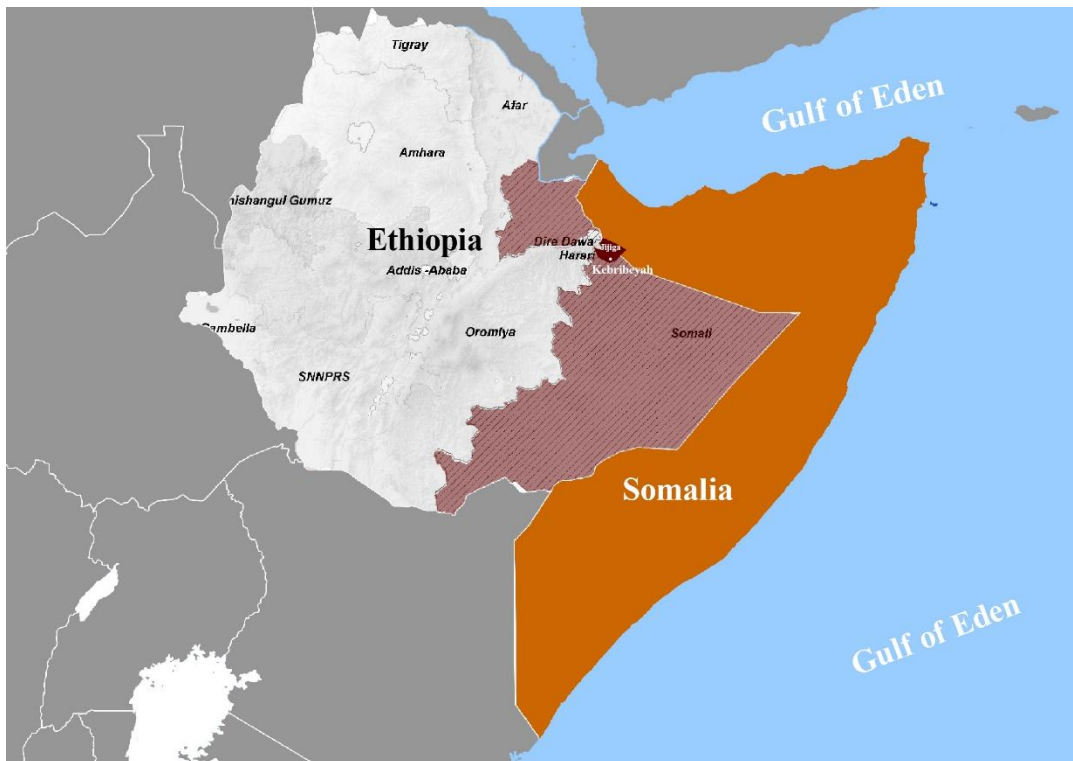 Tigray
Afar
Gulf of Eden
Amhara
nishangul Gumuz
Ethiopia
Dire Dawa
Jijiga
Harari
Kebribeyah
Addis -Ababa
Gambella
Oromiya
Somali
SNNPRS
Somalia
Gulf of Eden